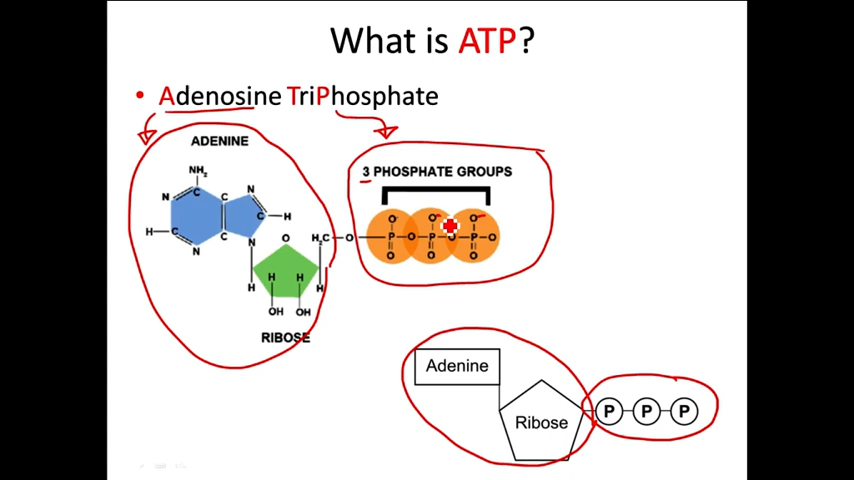 What is ATP?
• Adenosine TriPhosphate
ADENINE
3 PHOSPHATE GROUPS
NH₂
N C C N
C H
H C C
N N
O H₂C O
O⁻ O⁻ O⁻
P O P O P O
O O O
H H H H
OH OH
RIBOSE
Adenine
Ribose
P P P